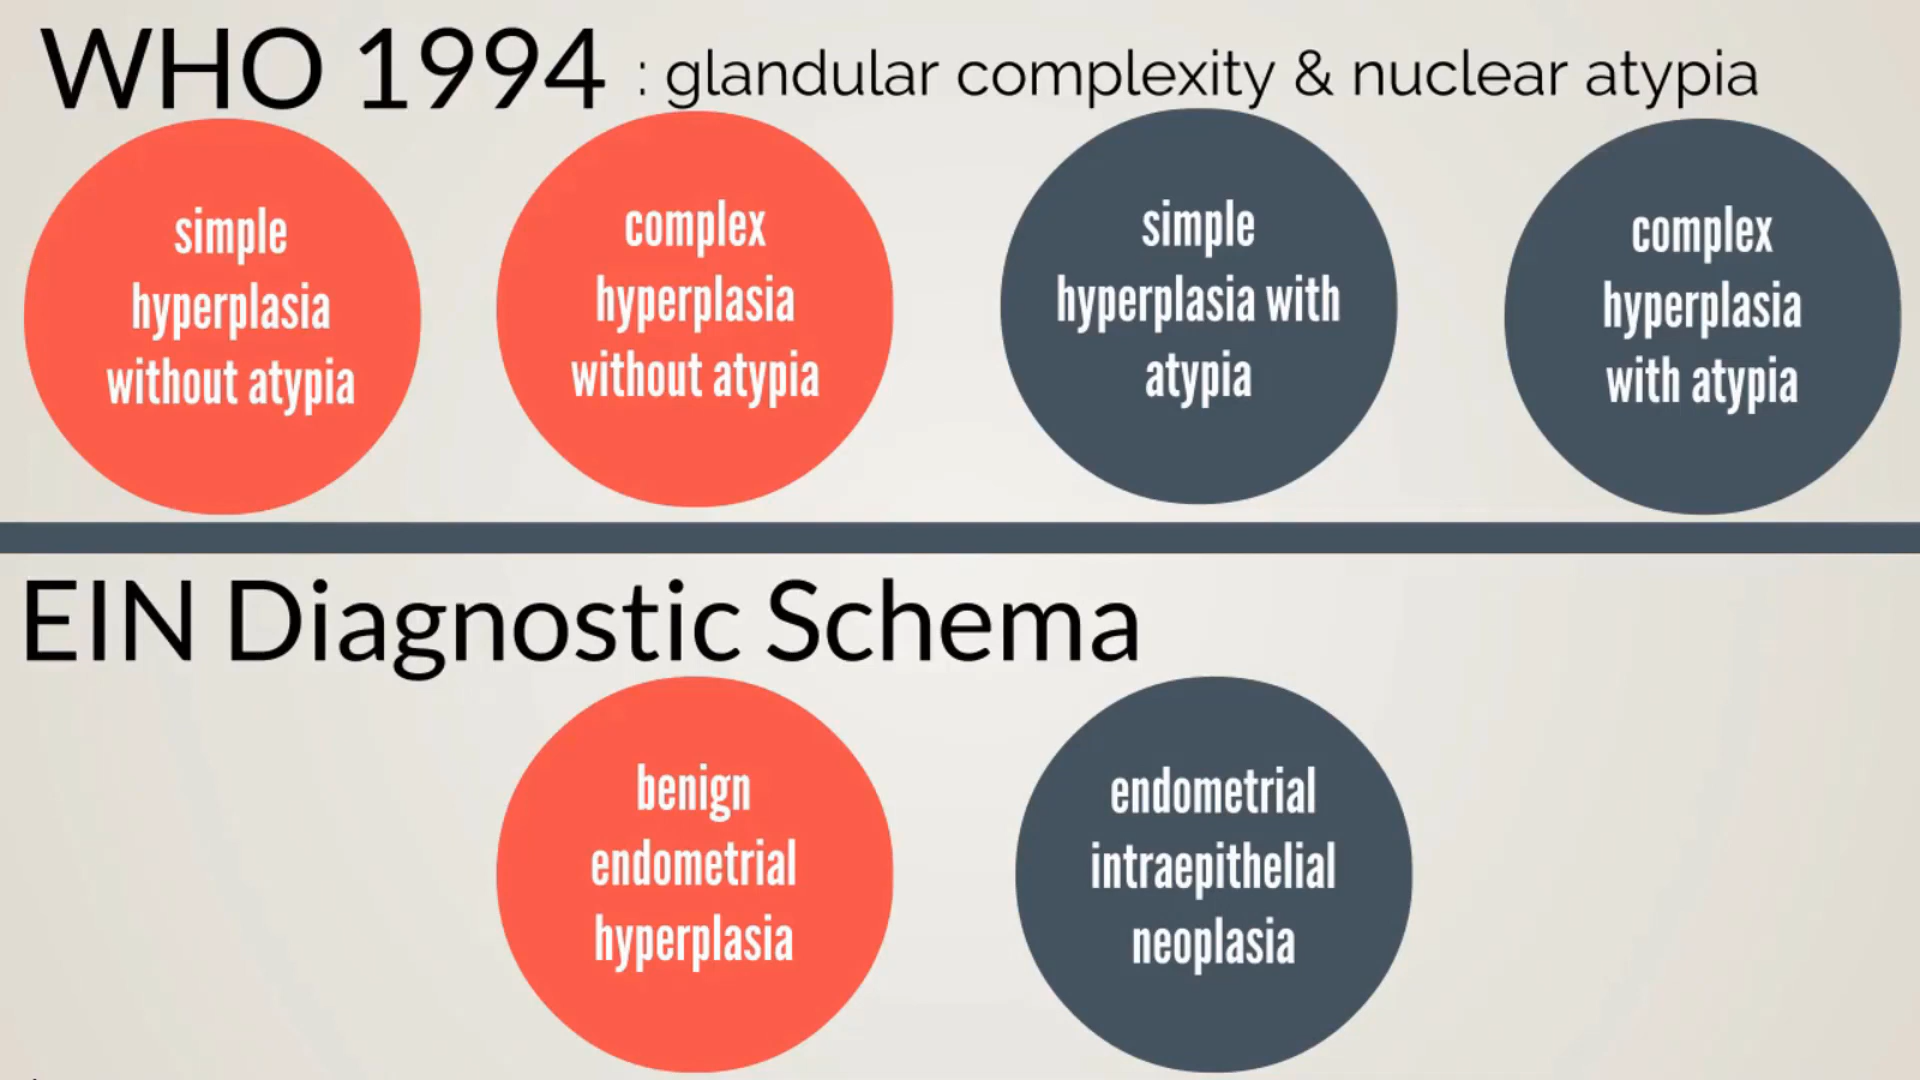 WHO 1994 : glandular complexity & nuclear atypia
simple
hyperplasia
without atypia
complex
hyperplasia
without atypia
simple
hyperplasia with
atypia
complex
hyperplasia
with atypia
EIN Diagnostic Schema
benign
endometrial
hyperplasia
endometrial
intraepithelial
neoplasia